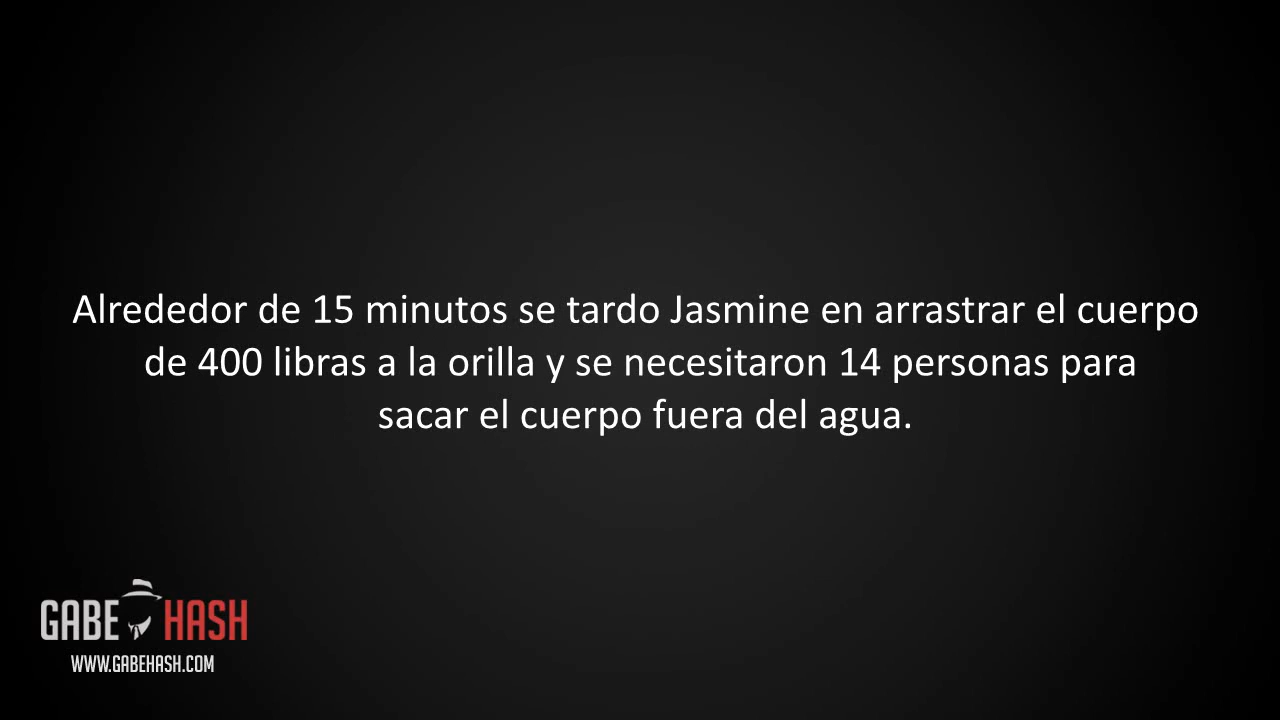 Alrededor de 15 minutos se tardo Jasmine en arrastrar el cuerpo
de 400 libras a la orilla y se necesitaron 14 personas para
sacar el cuerpo fuera del agua.
GABE HASH
WWW.GABEHASH.COM